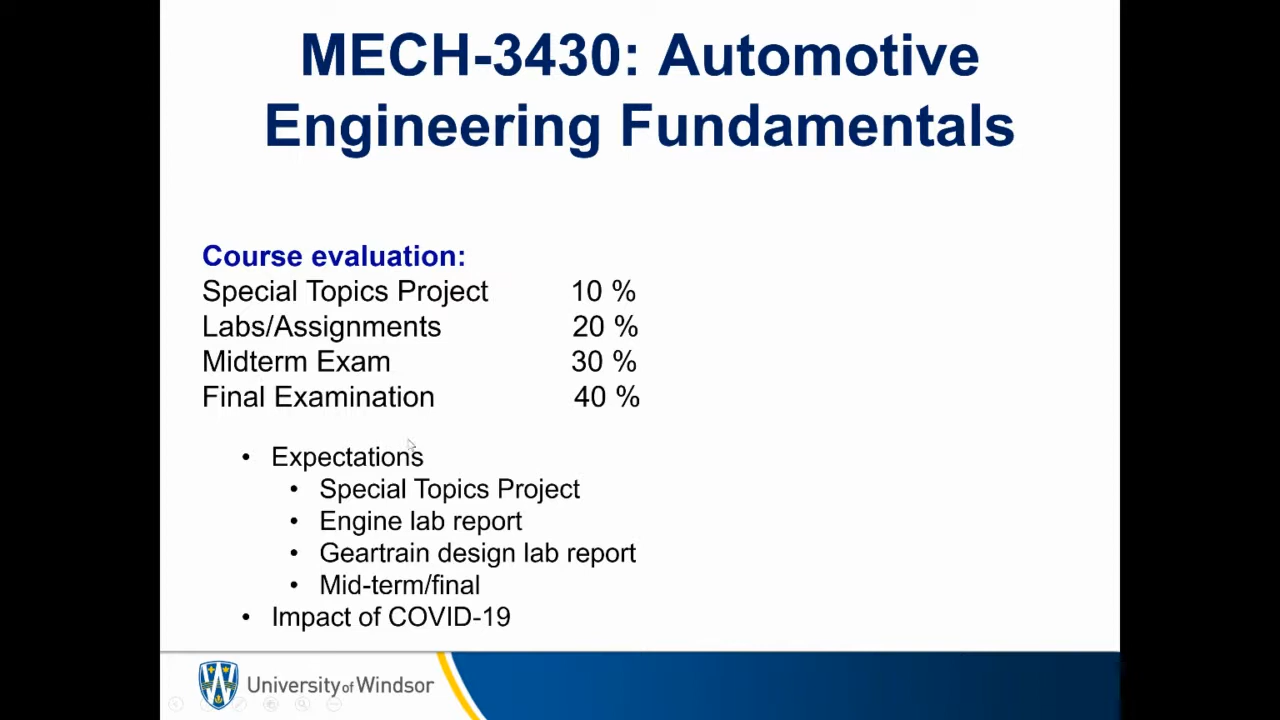 MECH-3430: Automotive
Engineering Fundamentals
Course evaluation:
Special Topics Project 10 %
Labs/Assignments 20 %
Midterm Exam 30 %
Final Examination 40 %
• Expectations
• Special Topics Project
• Engine lab report
• Geartrain design lab report
• Mid-term/final
• Impact of COVID-19
University of Windsor